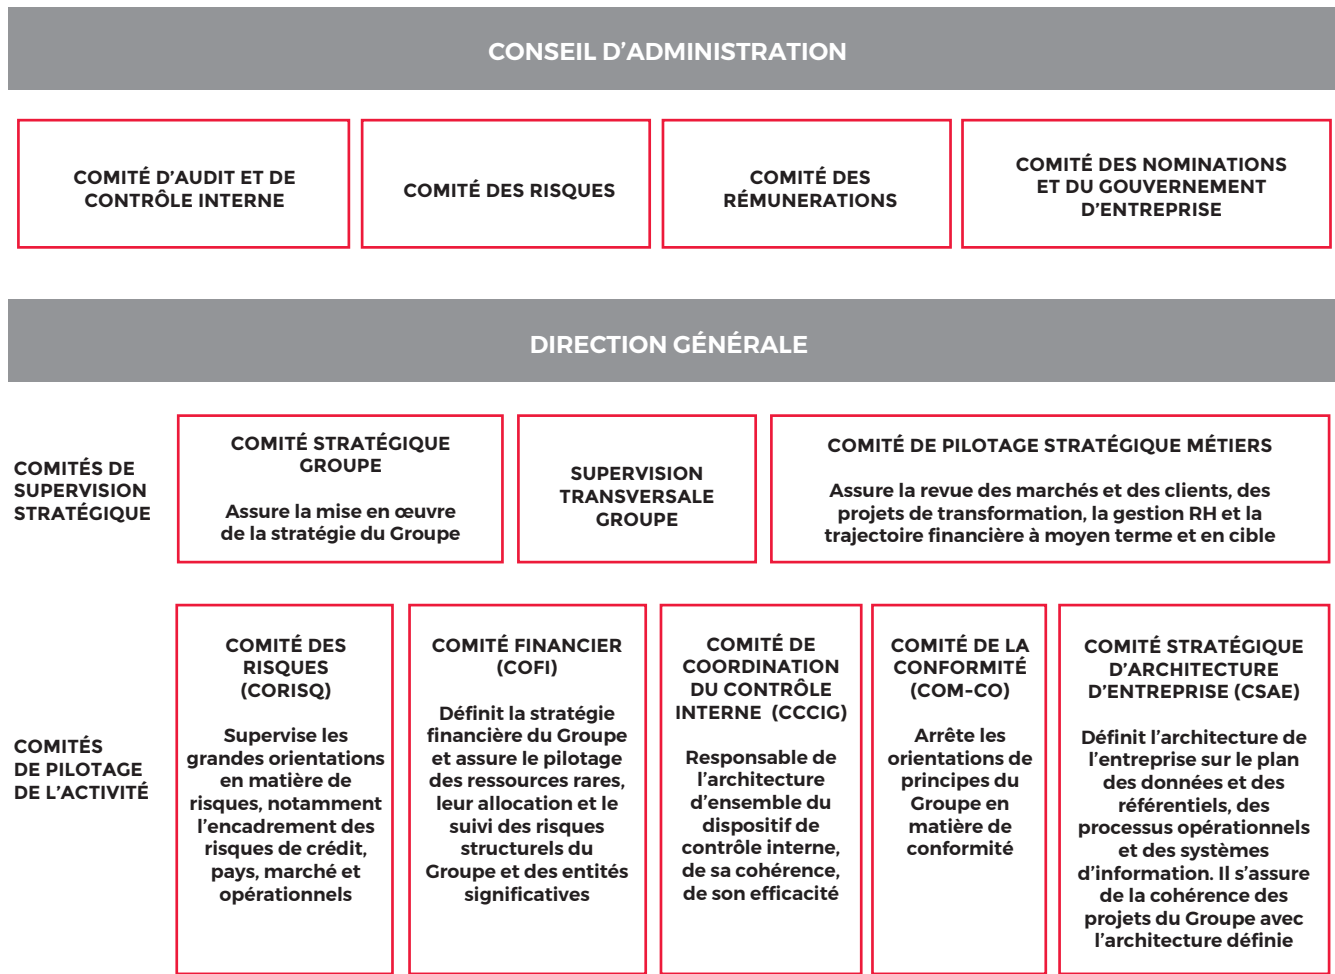 CONSEIL D’ADMINISTRATION
COMITÉ D’AUDIT ET DE
CONTRÔLE INTERNE
COMITÉ DES RISQUES
COMITÉ DES
RÉMUNERATIONS
COMITÉ DES NOMINATIONS
ET DU GOUVERNEMENT
D’ENTREPRISE
DIRECTION GÉNÉRALE
COMITÉS DE
SUPERVISION
STRATÉGIQUE
COMITÉ STRATÉGIQUE
GROUPE
Assure la mise en œuvre
de la stratégie du Groupe
SUPERVISION
TRANSVERSALE
GROUPE
COMITÉ DE PILOTAGE STRATÉGIQUE MÉTIERS
Assure la revue des marchés et des clients, des
projets de transformation, la gestion RH et la
trajectoire financière à moyen terme et en cible
COMITÉS
DE PILOTAGE
DE L’ACTIVITÉ
COMITÉ DES
RISQUES
(CORISQ)
Supervise les
grandes orientations
en matière de
risques, notamment
l’encadrement des
risques de crédit,
pays, marché et
opérationnels
COMITÉ FINANCIER
(COFI)
Définit la stratégie
financière du Groupe
et assure le pilotage
des ressources rares,
leur allocation et le
suivi des risques
structurels du
Groupe et des entités
significatives
COMITÉ DE
COORDINATION
DU CONTRÔLE
INTERNE (CCCIG)
Responsable de
l’architecture
d’ensemble du
dispositif de
contrôle interne,
de sa cohérence,
de son efficacité
COMITÉ DE LA
CONFORMITÉ
(COM-CO)
Arrête les
orientations de
principes du
Groupe en
matière de
conformité
COMITÉ STRATÉGIQUE
D’ARCHITECTURE
D’ENTREPRISE (CSAE)
Définit l’architecture de
l’entreprise sur le plan
des données et des
référentiels, des
processus opérationnels
et des systèmes
d’information. Il s’assure
de la cohérence des
projets du Groupe avec
l’architecture définie